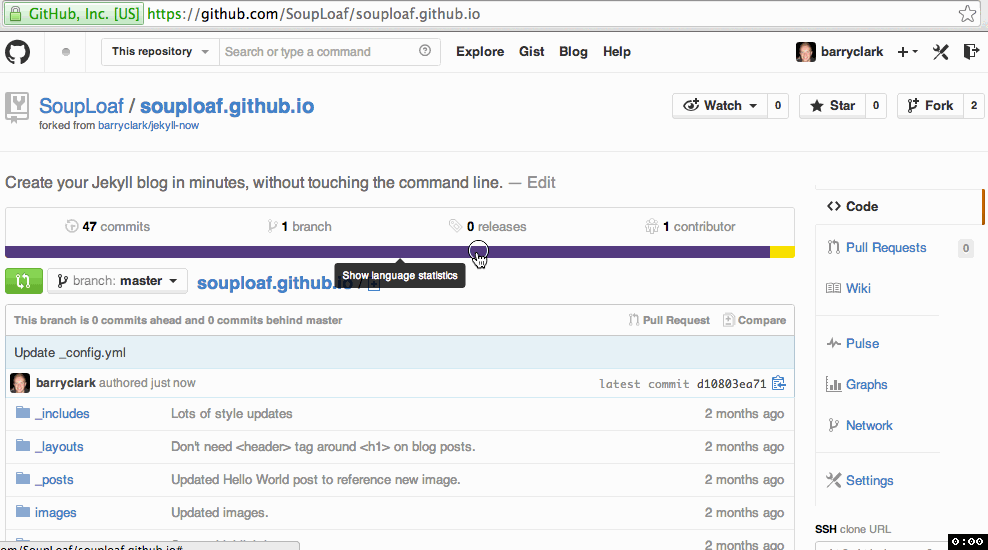 GitHub, Inc. [US] https://github.com/SoupLoaf/souploaf.github.io
This repository Search or type a command Explore Gist Blog Help barryclark
SoupLoaf / souploaf.github.io
forked from barryclark/jekyll-now
Watch 0 Star 0 Fork 2
Create your Jekyll blog in minutes, without touching the command line. — Edit
47 commits 1 branch 0 releases 1 contributor
Show language statistics
branch: master souploaf.github.io /
This branch is 0 commits ahead and 0 commits behind master Pull Request Compare
Update _config.yml
barryclark authored just now latest commit d10803ea71
_includes Lots of style updates 2 months ago
_layouts Don't need <header> tag around <h1> on blog posts. 2 months ago
_posts Updated Hello World post to reference new image. 2 months ago
images Updated images. 2 months ago
2 months ago
Code
Pull Requests 0
Wiki
Pulse
Graphs
Network
Settings
SSH clone URL
om/SoupLoaf/souploaf.github.io#
0:00